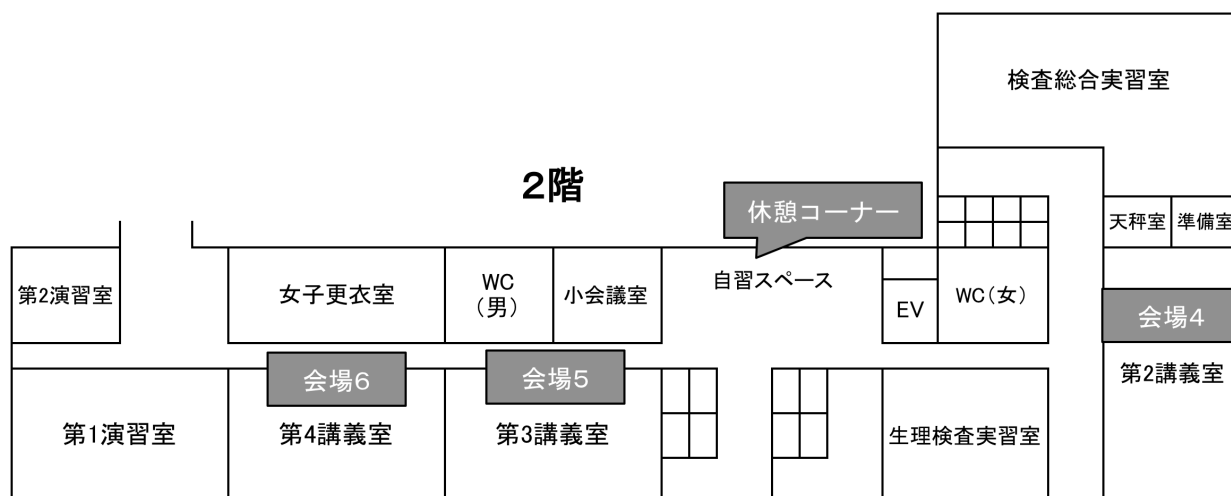 検査総合実習室
2階
休憩コーナー
天秤室
準備室
第2演習室
女子更衣室
WC
（男）
小会議室
自習スペース
EV
WC（女）
会場4
会場6
会場5
第2講義室
第1演習室
第4講義室
第3講義室
生理検査実習室